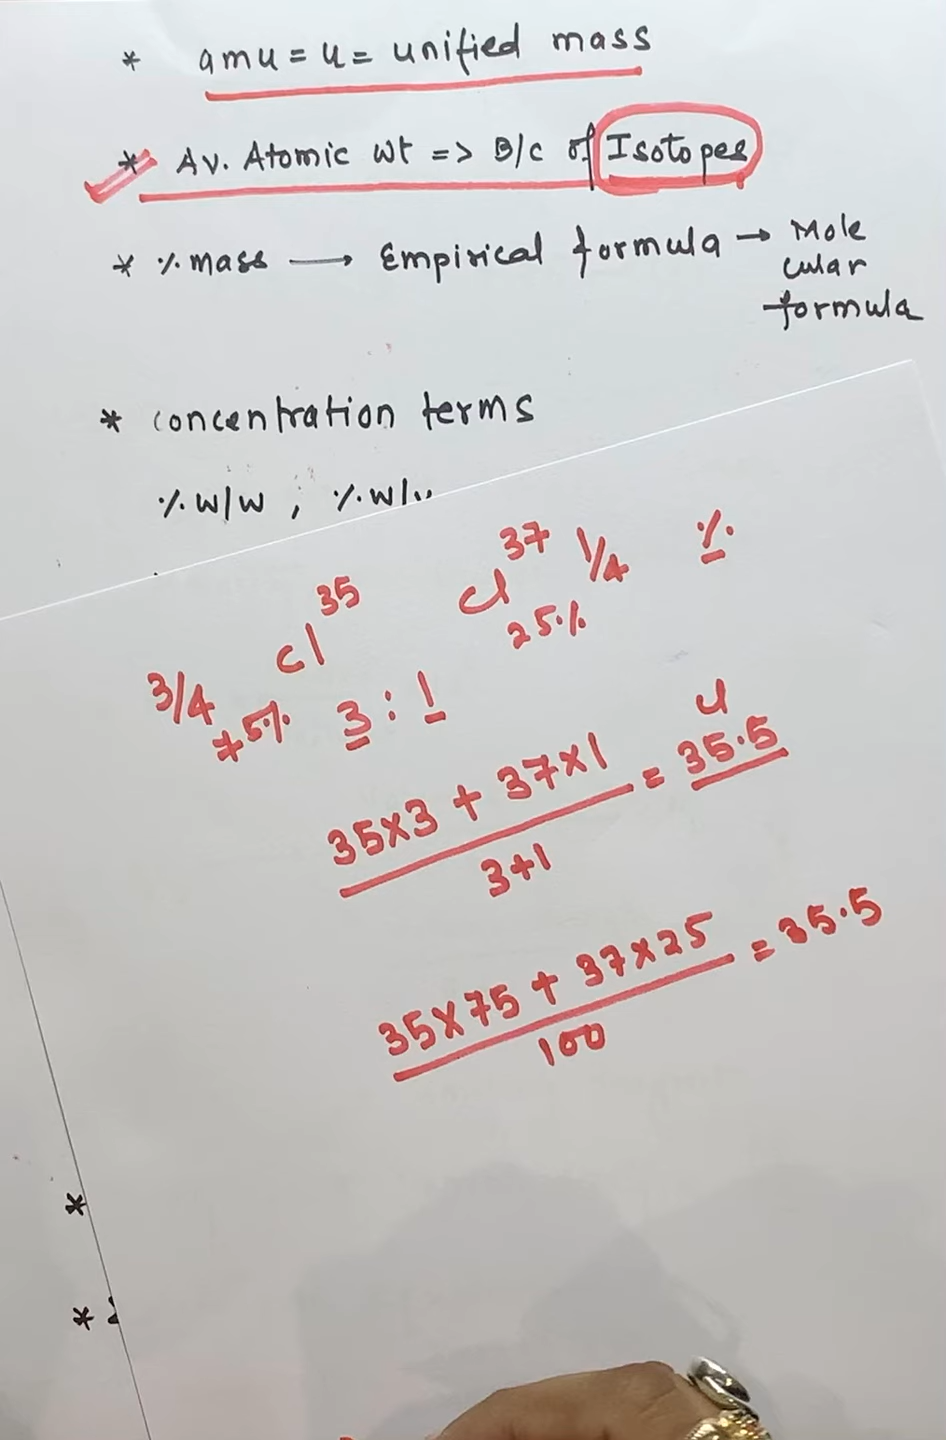 * amu = u = unified mass
* Av. Atomic wt => B/c of Isotopes
* % mass → Empirical formula → Mole
cular
formula
* concentration terms
% w/w ; % w/v
Cl 35 Cl 37 1/4 %
25%
3/4 75% 3 : 1
35×3 + 37×1 = 35.5 u
3+1
35×75 + 37×25 = 35.5
100
*
*